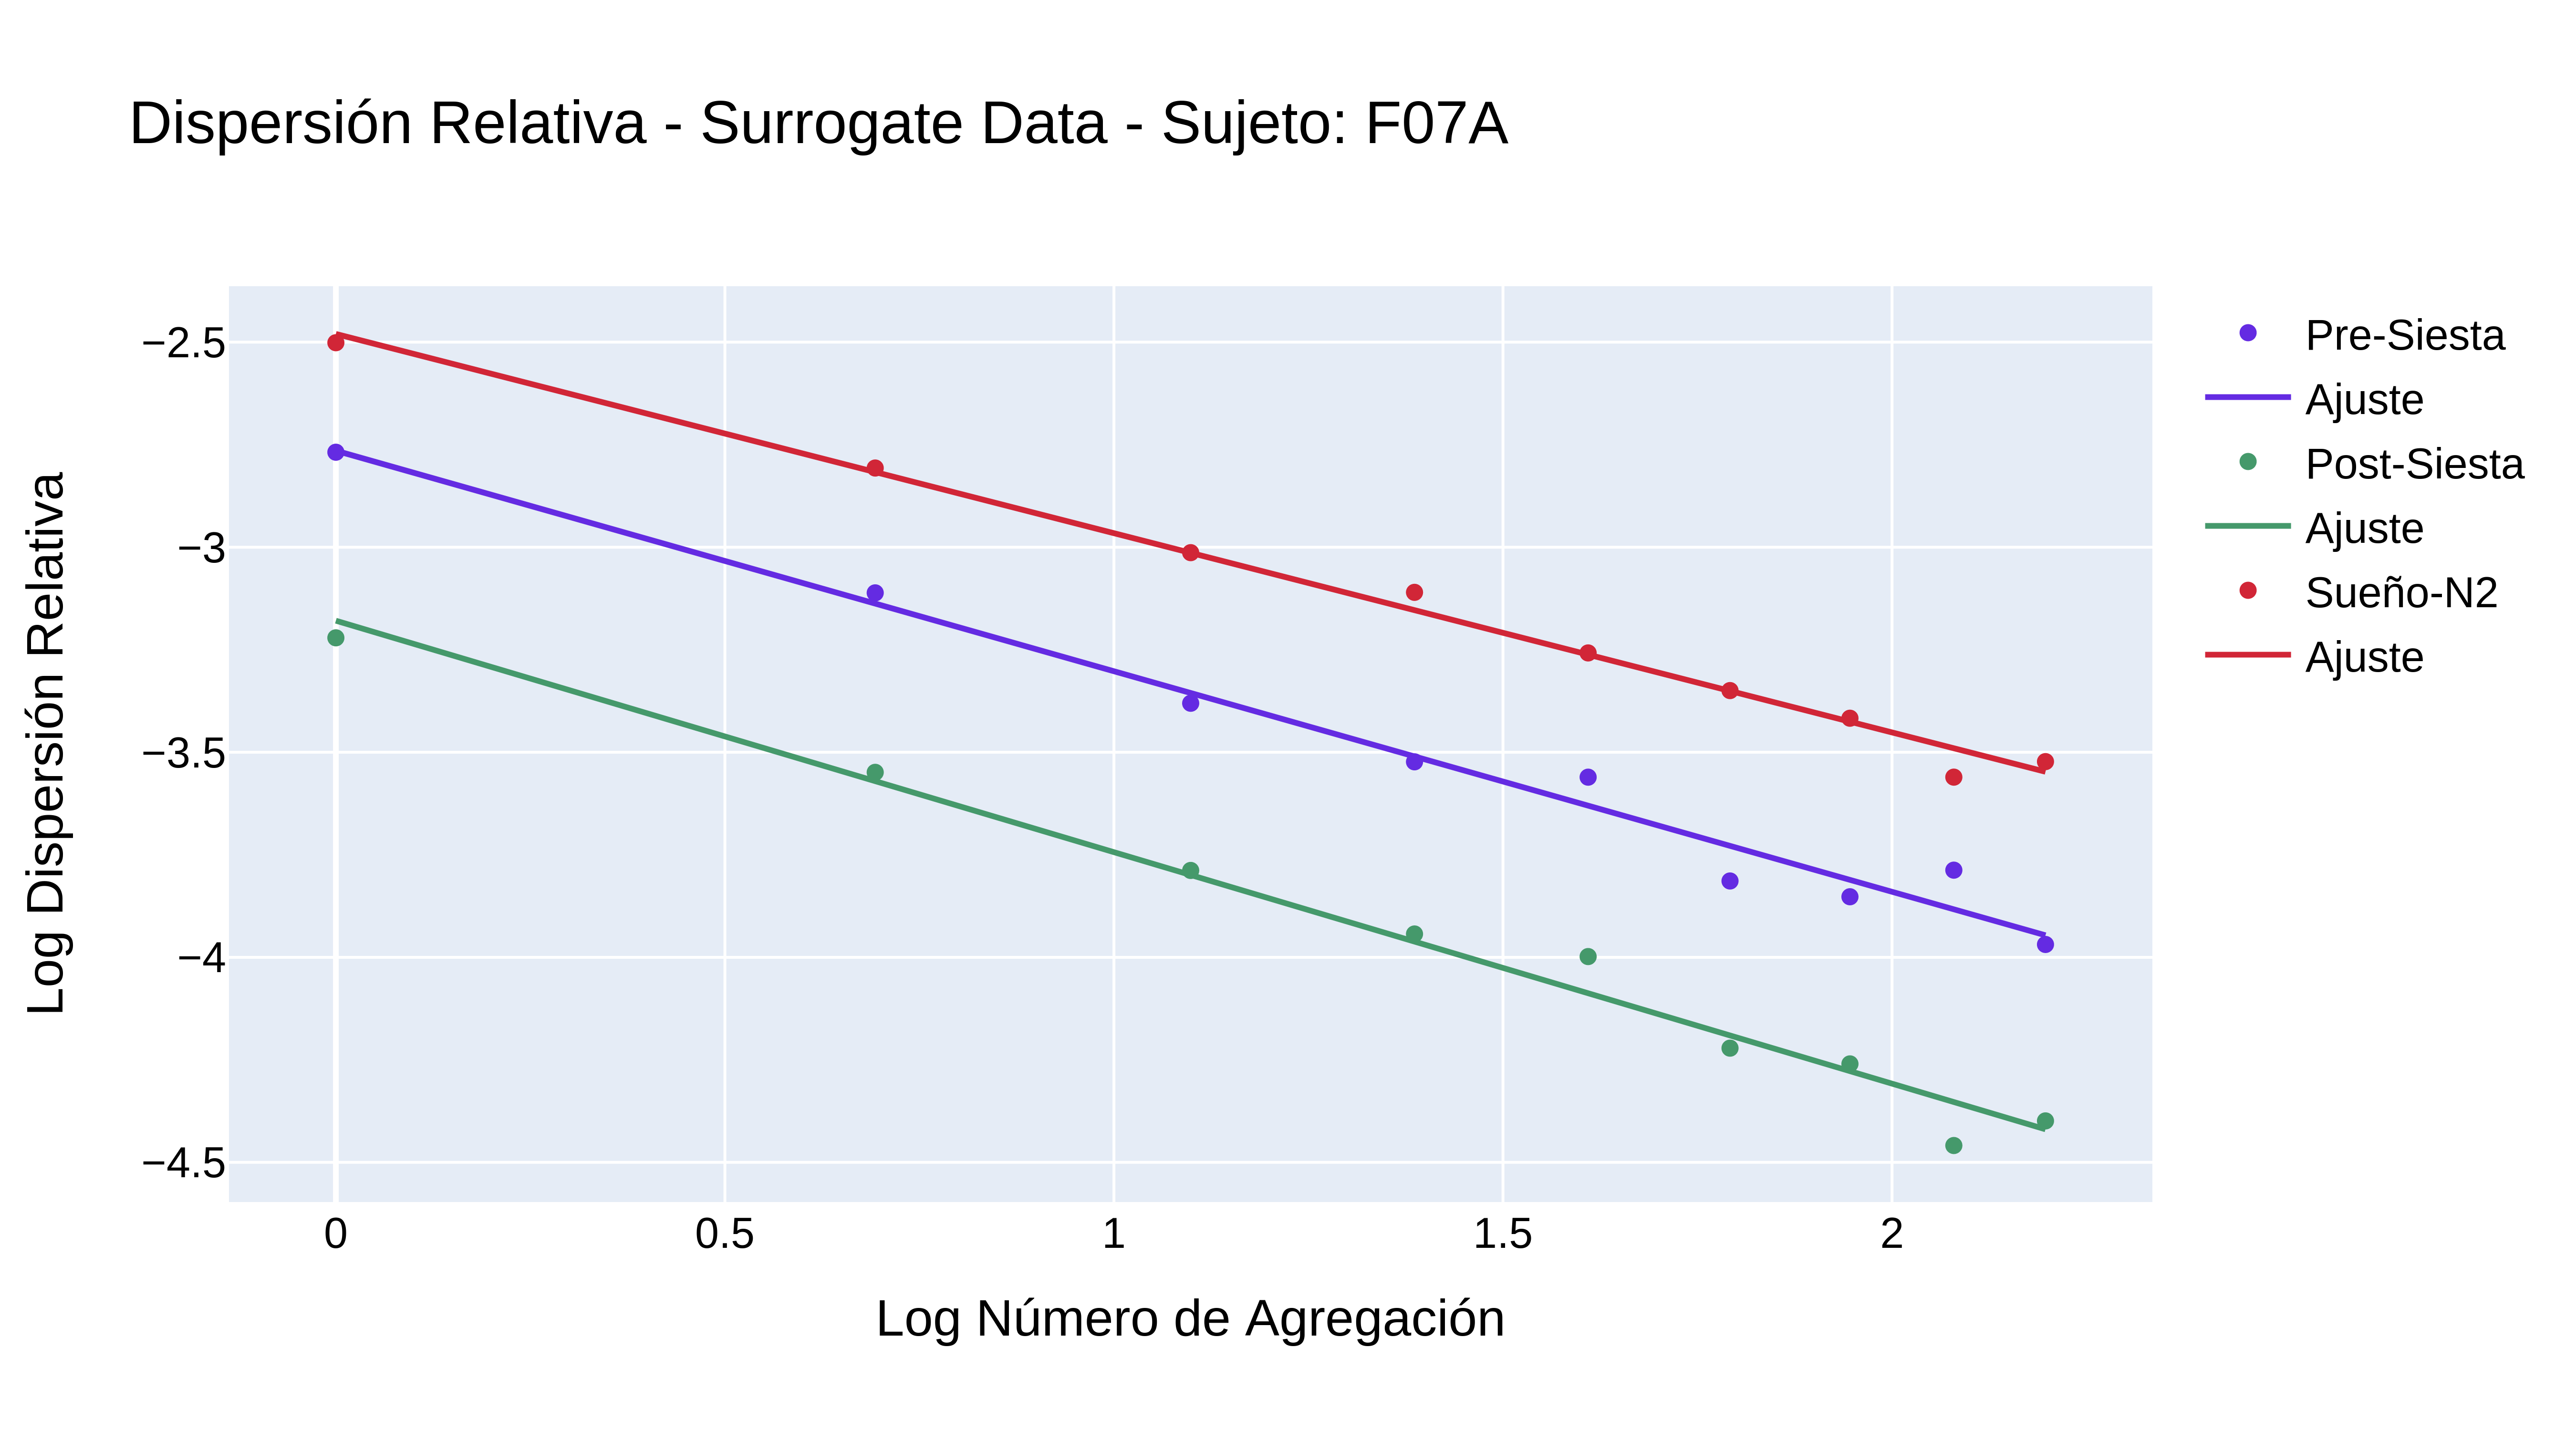 Dispersión Relativa - Surrogate Data - Sujeto: F07A
Log Dispersión Relativa
−2.5
−3
−3.5
−4
−4.5
0
0.5
1
1.5
2
Log Número de Agregación
Pre-Siesta
Ajuste
Post-Siesta
Ajuste
Sueño-N2
Ajuste